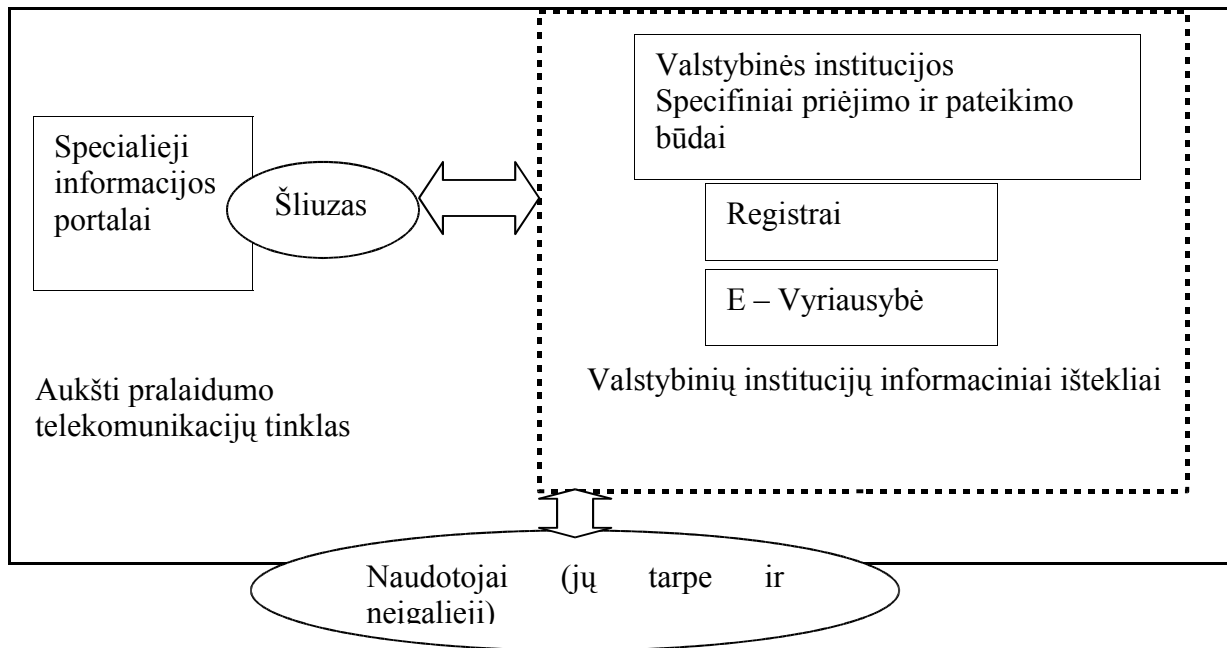 Specialieji
informacijos
portalai
Šliuzas
Valstybinės institucijos
Specifiniai priėjimo ir pateikimo
būdai
Registrai
E – Vyriausybė
Valstybinių institucijų informaciniai ištekliai
Aukšti pralaidumo
telekomunikacijų tinklas
Naudotojai (jų tarpe ir
neigalieji)